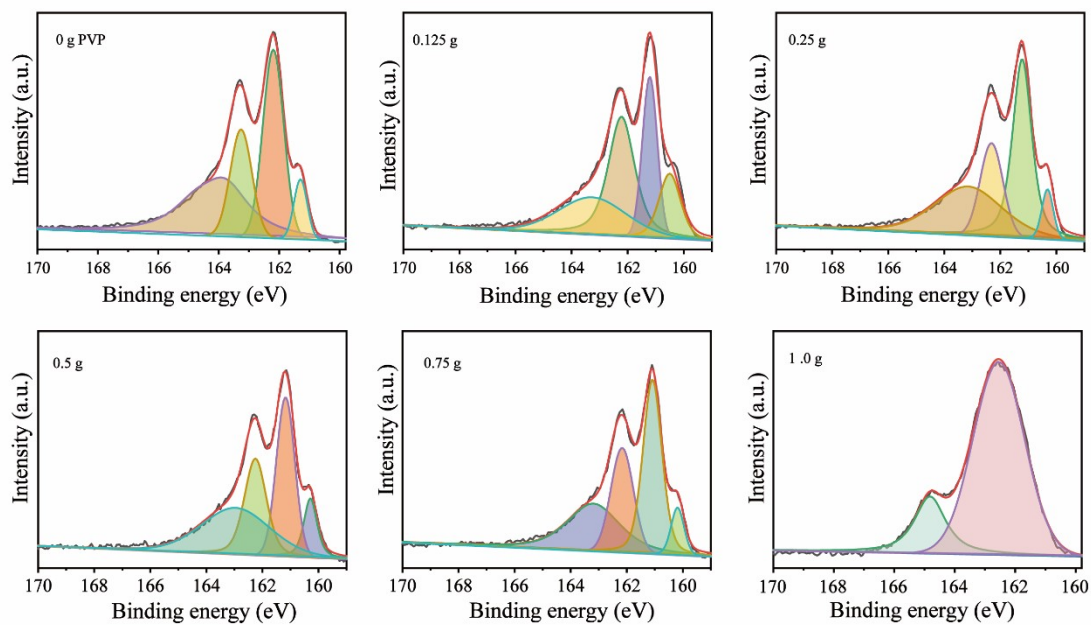 0 g PVP
Intensity (a.u.)
170 168 166 164 162 160
Binding energy (eV)
0.125 g
Intensity (a.u.)
170 168 166 164 162 160
Binding energy (eV)
0.25 g
Intensity (a.u.)
170 168 166 164 162 160
Binding energy (eV)
0.5 g
Intensity (a.u.)
170 168 166 164 162 160
Binding energy (eV)
0.75 g
Intensity (a.u.)
170 168 166 164 162 160
Binding energy (eV)
1 .0 g
Intensity (a.u.)
170 168 166 164 162 160
Binding energy (eV)